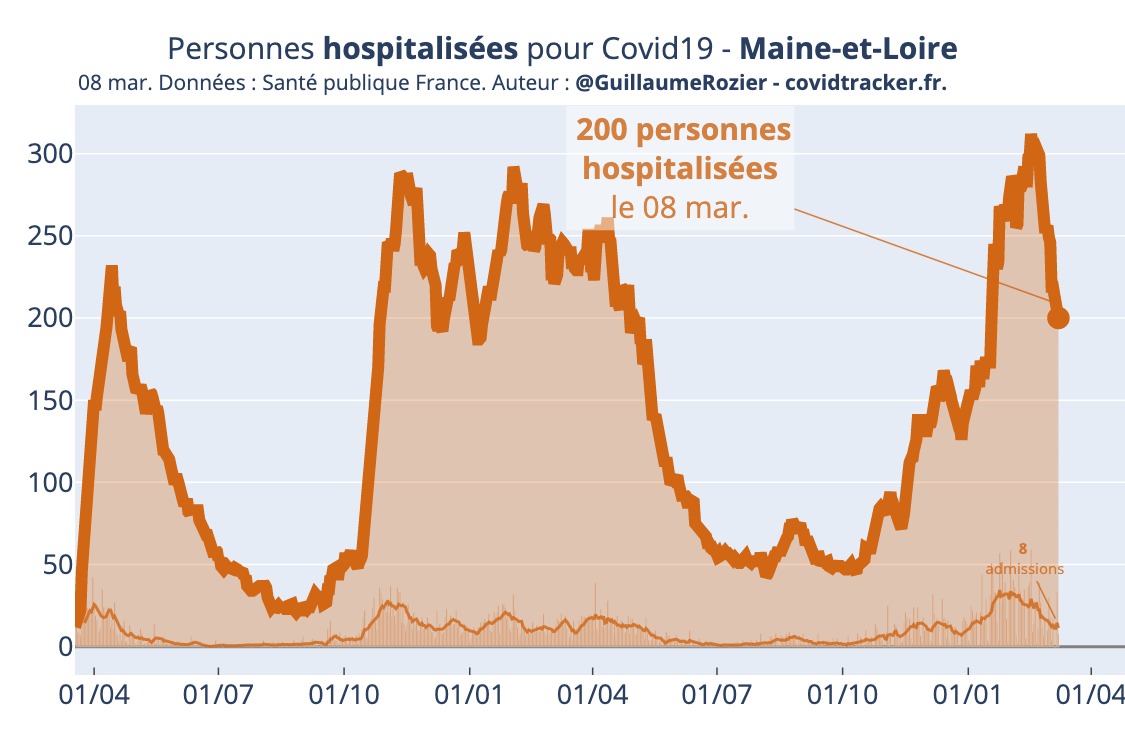 Personnes hospitalisées pour Covid19 - Maine-et-Loire
08 mar. Données : Santé publique France. Auteur : @GuillaumeRozier - covidtracker.fr.
200 personnes
hospitalisées
le 08 mar.
300
250
200
150
100
50
0
8
admissions
01/04 01/07 01/10 01/01 01/04 01/07 01/10 01/01 01/04